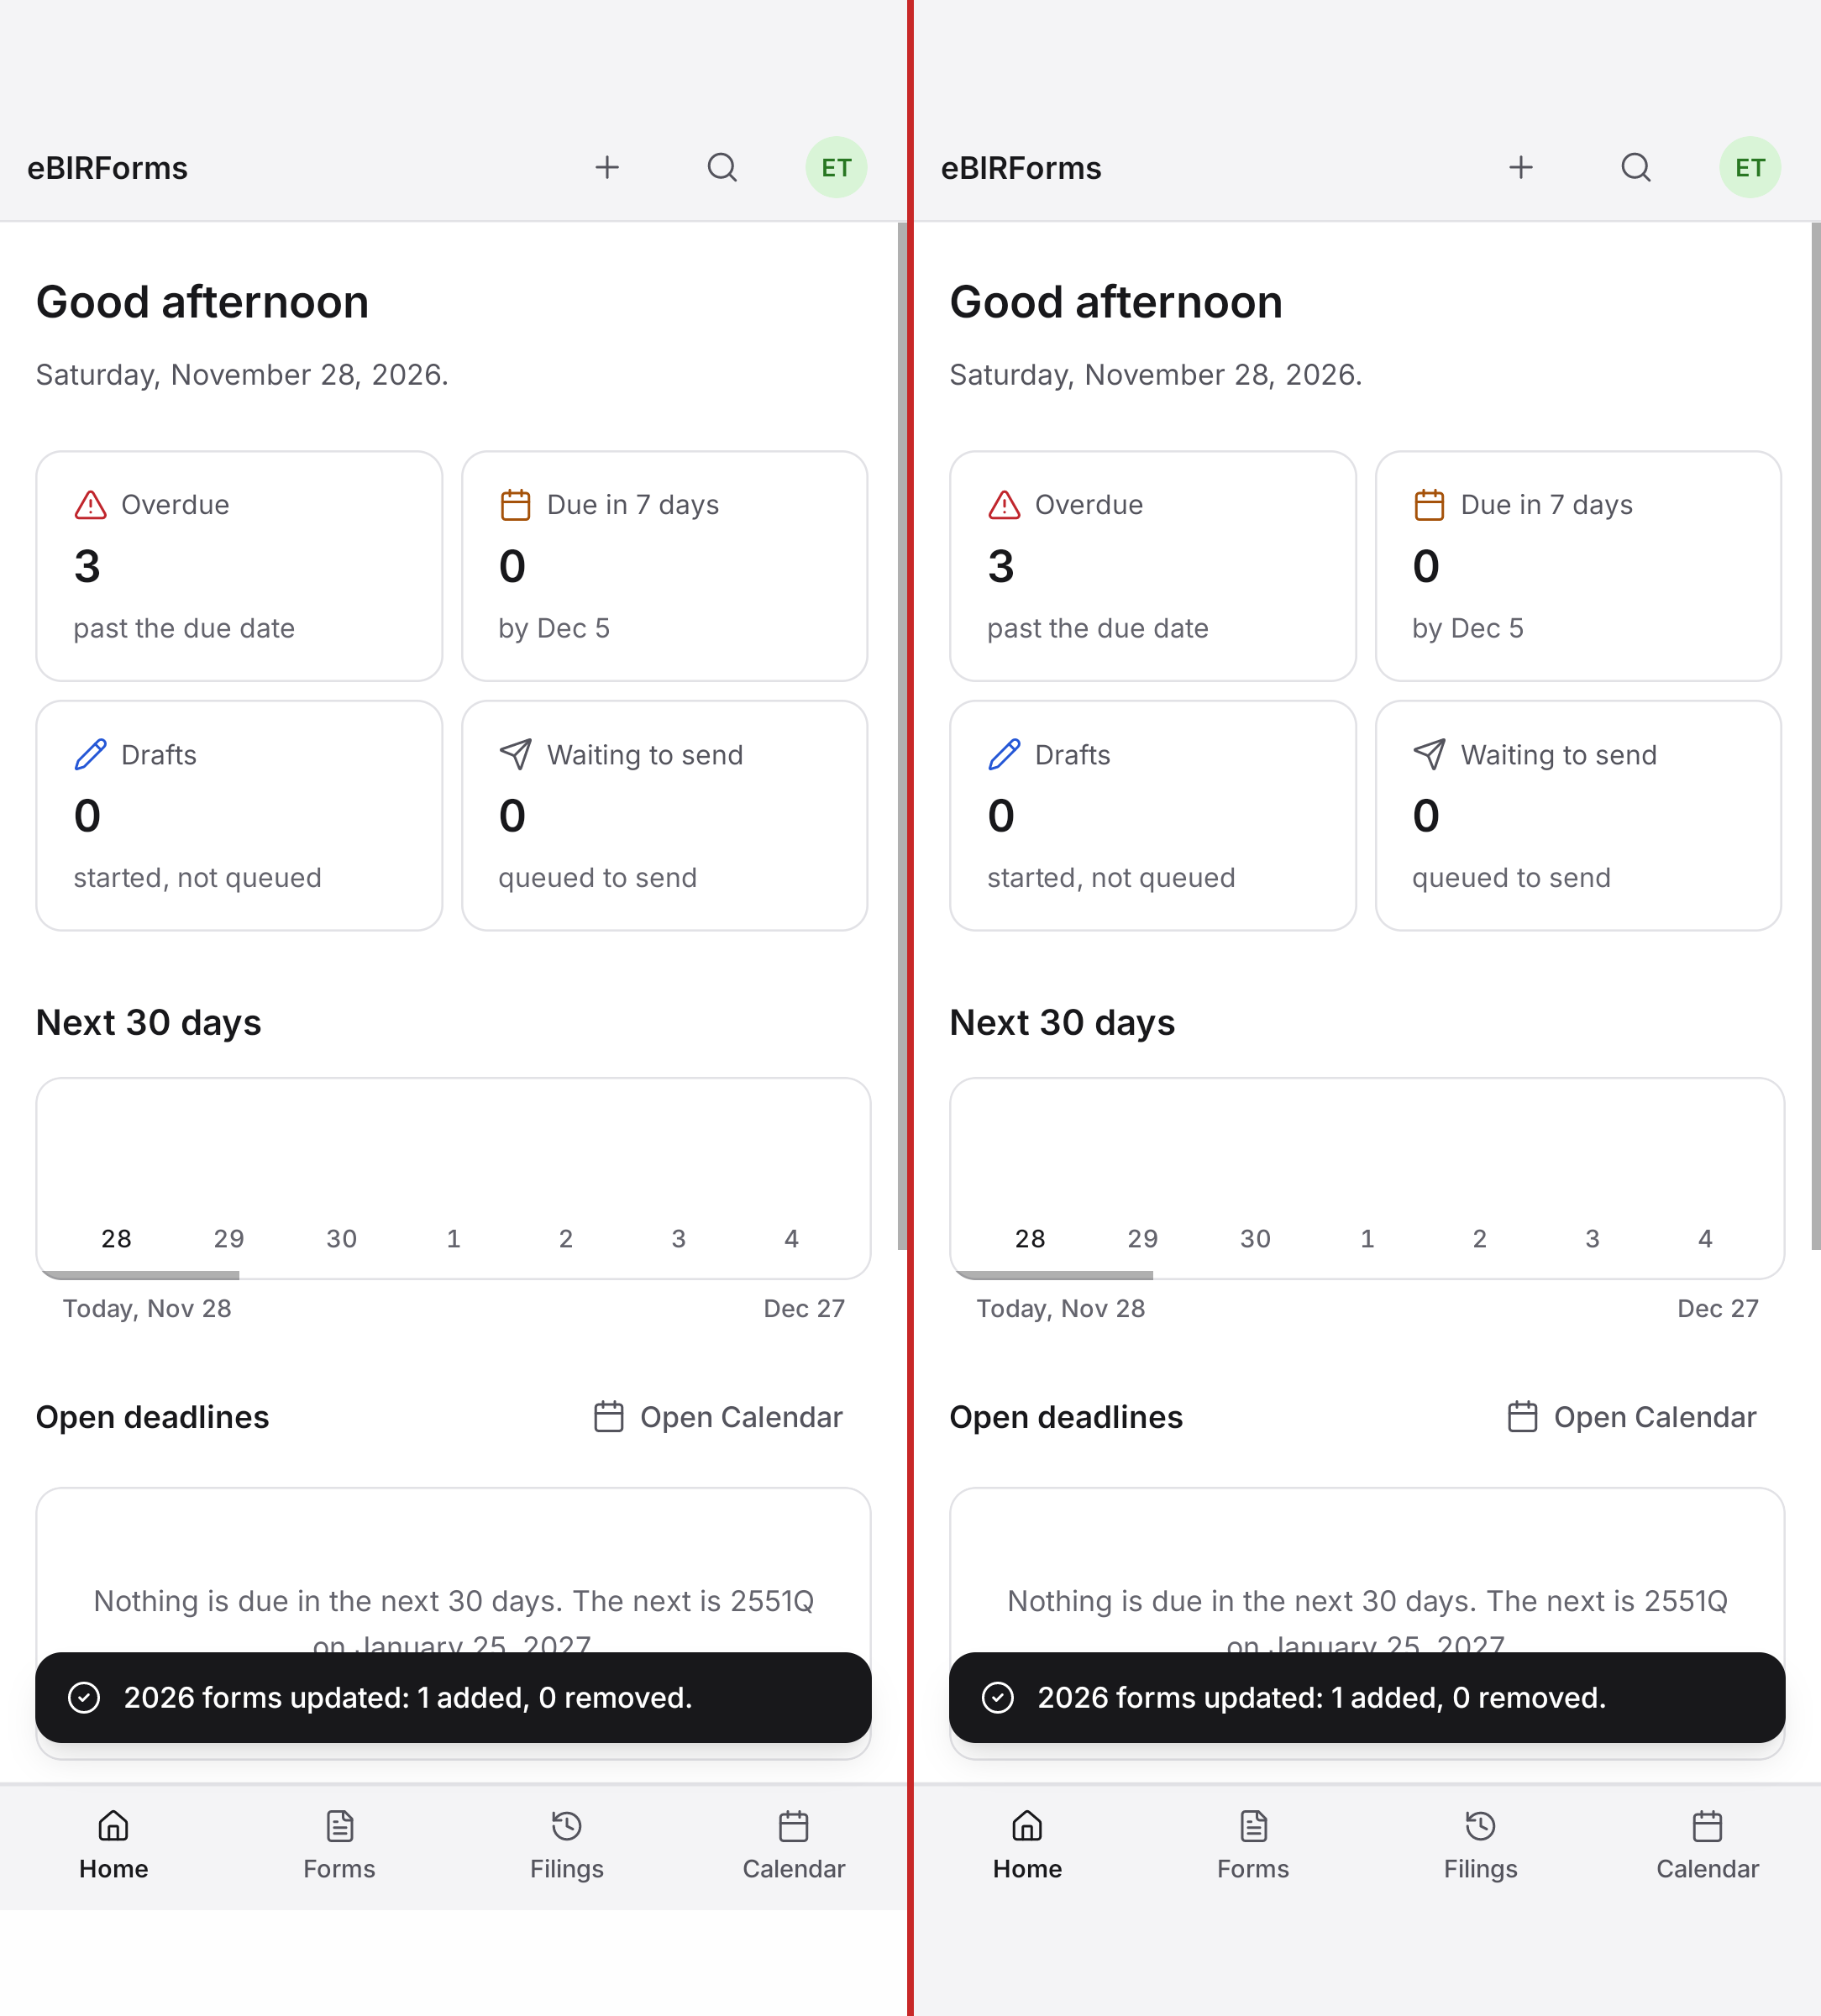 eBIRForms
ET
Good afternoon
Saturday, November 28, 2026.
Overdue
Due in 7 days
3
0
past the due date
by Dec 5
Drafts
Waiting to send
0
0
started, not queued
queued to send
Next 30 days
28 29 30 1 2 3 4
Today, Nov 28
Dec 27
Open deadlines
Open Calendar
Nothing is due in the next 30 days. The next is 2551Q
on January 25, 2027
2026 forms updated: 1 added, 0 removed.
Home
Forms
Filings
Calendar
eBIRForms
ET
Good afternoon
Saturday, November 28, 2026.
Overdue
Due in 7 days
3
0
past the due date
by Dec 5
Drafts
Waiting to send
0
0
started, not queued
queued to send
Next 30 days
28 29 30 1 2 3 4
Today, Nov 28
Dec 27
Open deadlines
Open Calendar
Nothing is due in the next 30 days. The next is 2551Q
on January 25, 2027
2026 forms updated: 1 added, 0 removed.
Home
Forms
Filings
Calendar